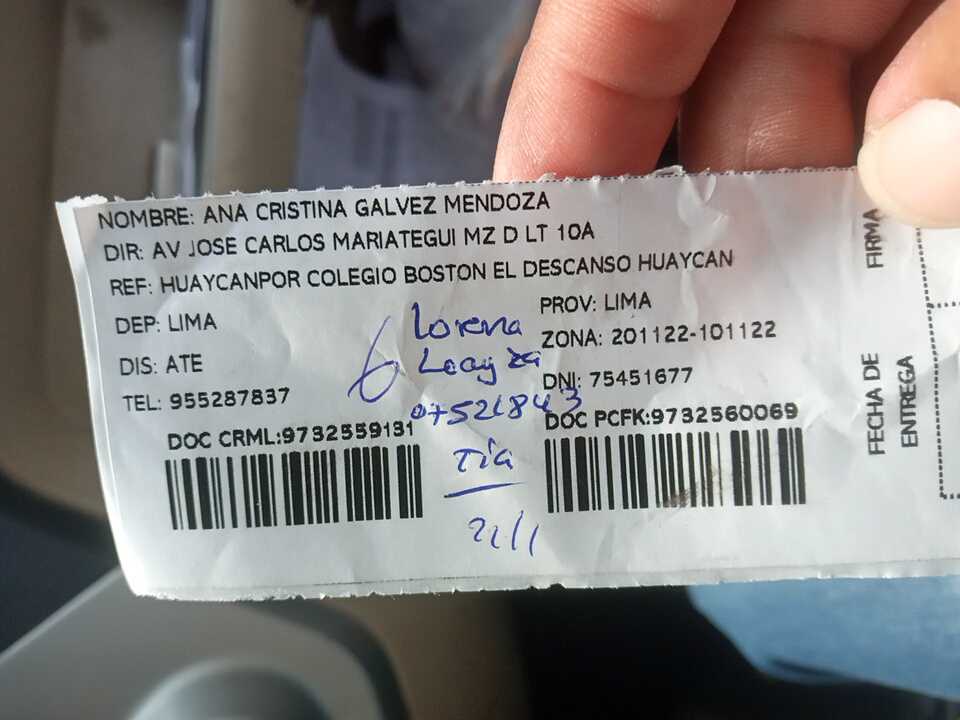 NOMBRE: ANA CRISTINA GALVEZ MENDOZA
DIR: AV JOSE CARLOS MARIATEGUI MZ D LT 10A
REF: HUAYCANPOR COLEGIO BOSTON EL DESCANSO HUAYCAN
DEP: LIMA
PROV: LIMA
DIS: ATE
ZONA: 201122-101122
TEL: 955287837
DNI: 75451677
DOC CRML:9732559131
DOC PCFK:9732560069
Lorena
Loayza
07521843
Tía
22/1
FIRMA
FECHA DE
ENTREGA